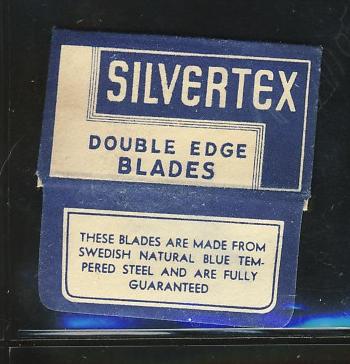 SILVERTEX
DOUBLE EDGE
BLADES
THESE BLADES ARE MADE FROM
SWEDISH NATURAL BLUE TEM-
PERED STEEL AND ARE FULLY
GUARANTEED